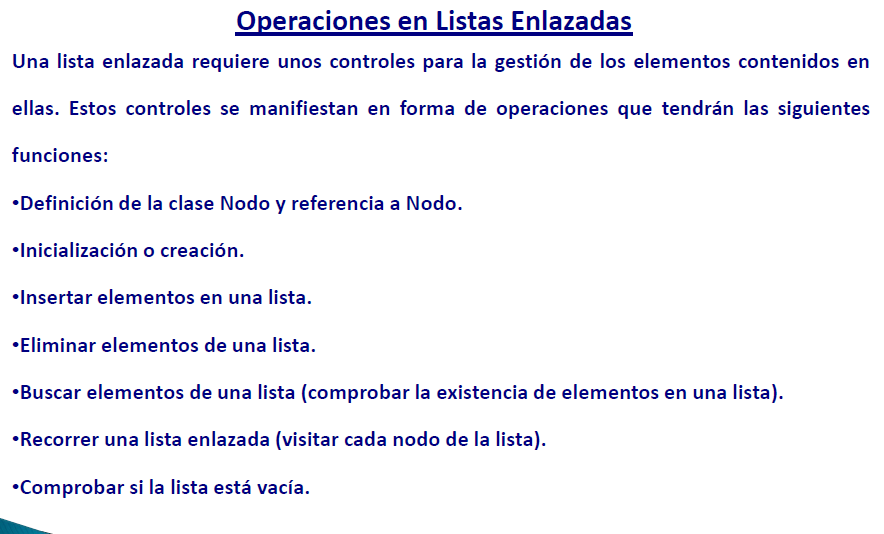 Operaciones en Listas Enlazadas
Una lista enlazada requiere unos controles para la gestión de los elementos contenidos en
ellas. Estos controles se manifiestan en forma de operaciones que tendrán las siguientes
funciones:
•Definición de la clase Nodo y referencia a Nodo.
•Inicialización o creación.
•Insertar elementos en una lista.
•Eliminar elementos de una lista.
•Buscar elementos de una lista (comprobar la existencia de elementos en una lista).
•Recorrer una lista enlazada (visitar cada nodo de la lista).
•Comprobar si la lista está vacía.